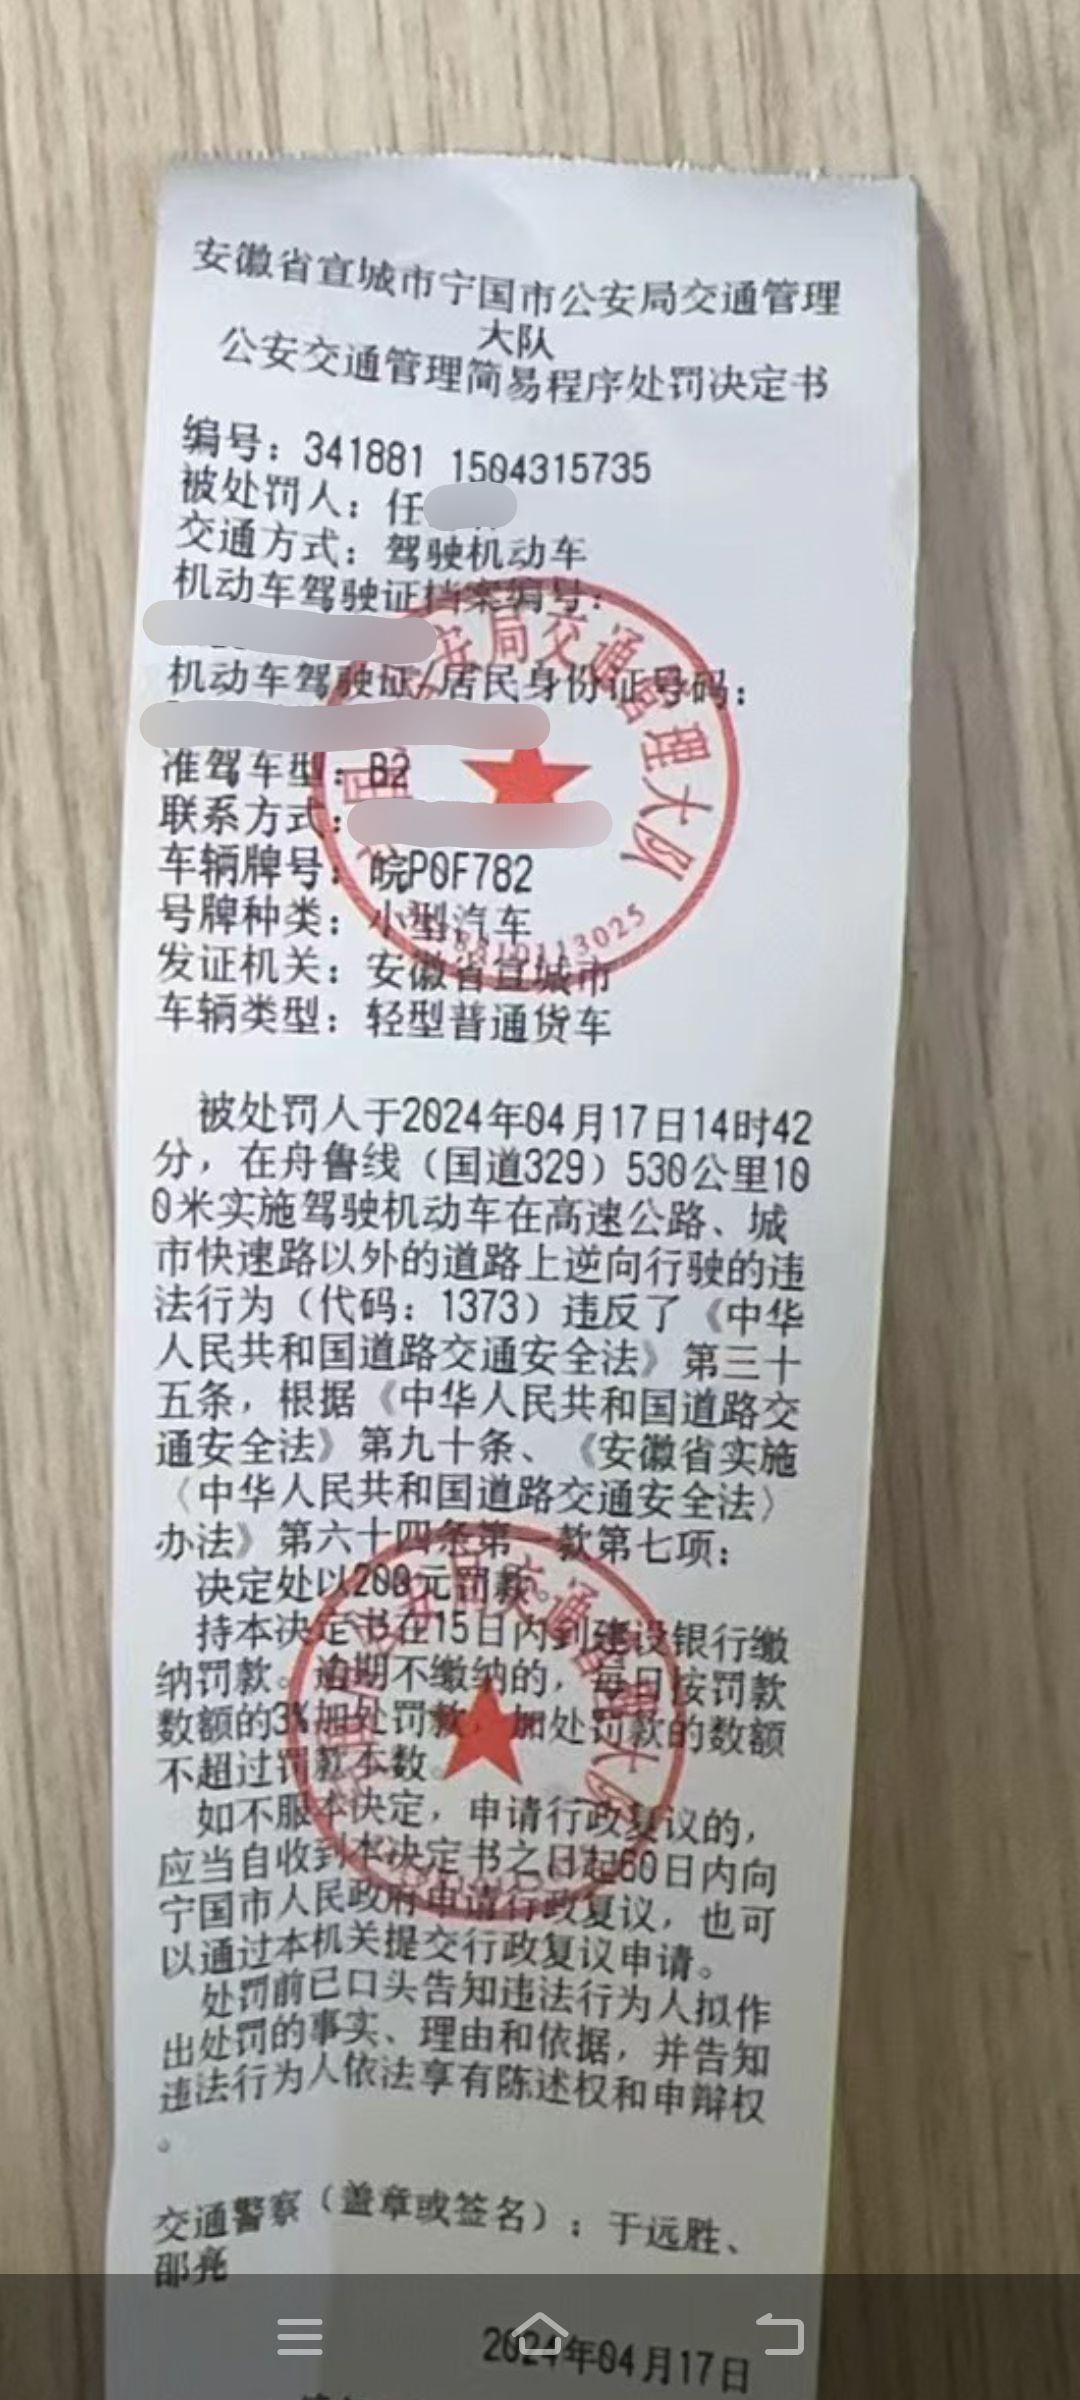 安徽省宣城市宁国市公安局交通管理
大队
公安交通管理简易程序处罚决定书
编号：341881 1504315735
被处罚人：任
交通方式：驾驶机动车
机动车驾驶证档案编号：
机动车驾驶证/居民身份证号码：
准驾车型：B2
联系方式：
车辆牌号：皖P0F782
号牌种类：小型汽车
发证机关：安徽省宣城市
车辆类型：轻型普通货车
被处罚人于2024年04月17日14时42
分，在舟鲁线（国道329）530公里10
0米实施驾驶机动车在高速公路、城
市快速路以外的道路上逆向行驶的违
法行为（代码：1373）违反了《中华
人民共和国道路交通安全法》第三十
五条，根据《中华人民共和国道路交
通安全法》第九十条、《安徽省实施
〈中华人民共和国道路交通安全法〉
办法》第六十四条第一款第七项：
决定处以200元罚款。
持本决定书在15日内到建设银行缴
纳罚款。逾期不缴纳的，每日按罚款
数额的3%加处罚款，加处罚款的数额
不超过罚款本数。
如不服本决定，申请行政复议的，
应当自收到本决定书之日起60日内向
宁国市人民政府申请行政复议，也可
以通过本机关提交行政复议申请。
处罚前已口头告知违法行为人拟作
出处罚的事实、理由和依据，并告知
违法行为人依法享有陈述权和申辩权
。
交通警察（盖章或签名）：于远胜、
邵亮
2024年04月17日